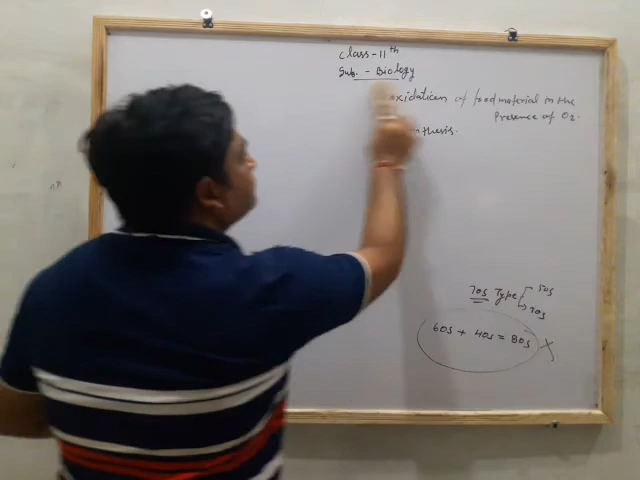 Class-11th
Sub. - Biology
oxidation of food material in the
Presence of O2.
nthesis.
70s Type 50s
30s
60s + 40s = 80s X